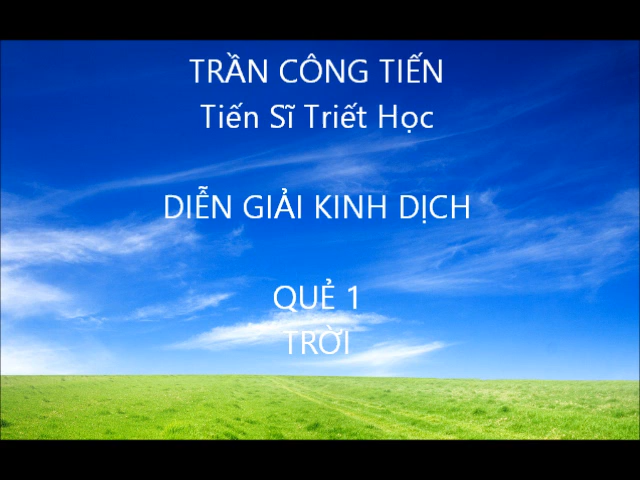 TRẦN CÔNG TIẾN
Tiến Sĩ Triết Học
DIỄN GIẢI KINH DỊCH
QUẺ 1
TRỜI